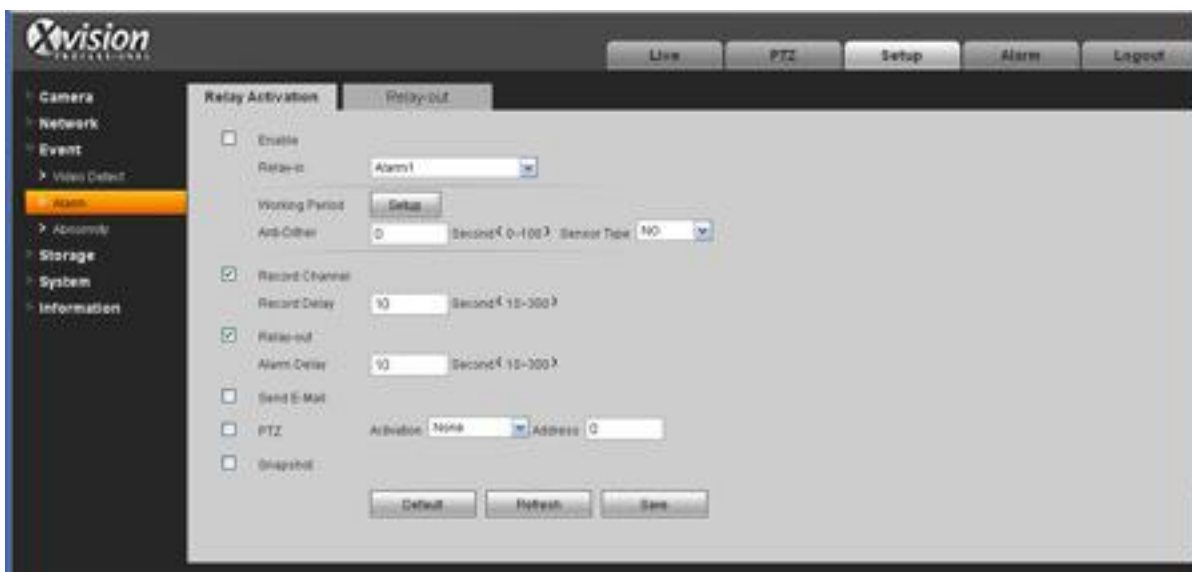 Xvision
PROFESSIONAL
Live PTZ Setup Alarm Logout
Camera
Network
Event
Video Detect
Alarm
Abnormity
Storage
System
Information
Relay Activation Relay-out
Enable
Relay-in Alarm1
Working Period Setup
Anti-Dither 0 Second( 0~100) Sensor Type NO
Record Channel
Record Delay 10 Second( 10~300)
Relay-out
Alarm Delay 10 Second( 10~300)
Send E-Mail
PTZ Activation None Address 0
Snapshot
Default Refresh Save